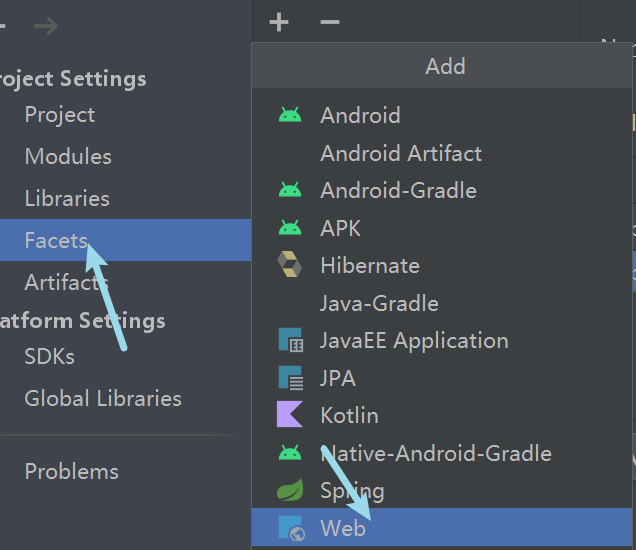 roject Settings
Project
Modules
Libraries
Facets
Artifacts
latform Settings
SDKs
Global Libraries
Problems
Add
Android
Android Artifact
Android-Gradle
APK
Hibernate
Java-Gradle
JavaEE Application
JPA
Kotlin
Native-Android-Gradle
Spring
Web